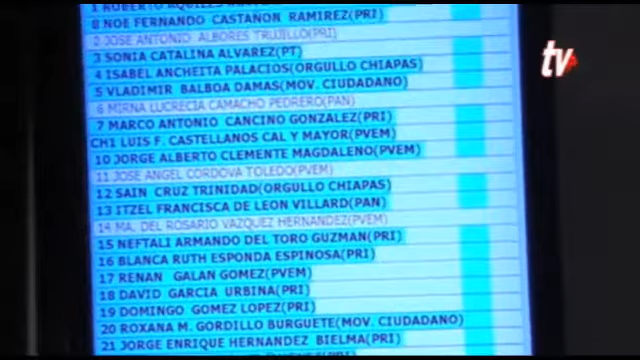 1 ROBERTO AQUILES
8 NOE FERNANDO CASTAÑON RAMIREZ(PRI)
2 JOSE ANTONIO ALBORES TRUJILLO(PRI)
3 SONIA CATALINA ALVAREZ(PT)
4 ISABEL ANCHEITA PALACIOS(ORGULLO CHIAPAS)
5 VLADIMIR BALBOA DAMAS(MOV. CIUDADANO)
6 MIRNA LUCRECIA CAMACHO PEDRERO(PAN)
7 MARCO ANTONIO CANCINO GONZALEZ(PRI)
CH1 LUIS F. CASTELLANOS CAL Y MAYOR(PVEM)
10 JORGE ALBERTO CLEMENTE MAGDALENO(PVEM)
11 JOSE ANGEL CORDOVA TOLEDO(PVEM)
12 SAIN CRUZ TRINIDAD(ORGULLO CHIAPAS)
13 ITZEL FRANCISCA DE LEON VILLARD(PAN)
14 MA. DEL ROSARIO VAZQUEZ HERNANDEZ(PVEM)
15 NEFTALI ARMANDO DEL TORO GUZMAN(PRI)
16 BLANCA RUTH ESPONDA ESPINOSA(PRI)
17 RENAN GALAN GOMEZ(PVEM)
18 DAVID GARCIA URBINA(PRI)
19 DOMINGO GOMEZ LOPEZ(PRI)
20 ROXANA M. GORDILLO BURGUETE(MOV. CIUDADANO)
21 JORGE ENRIQUE HERNANDEZ BIELMA(PRI)
tv